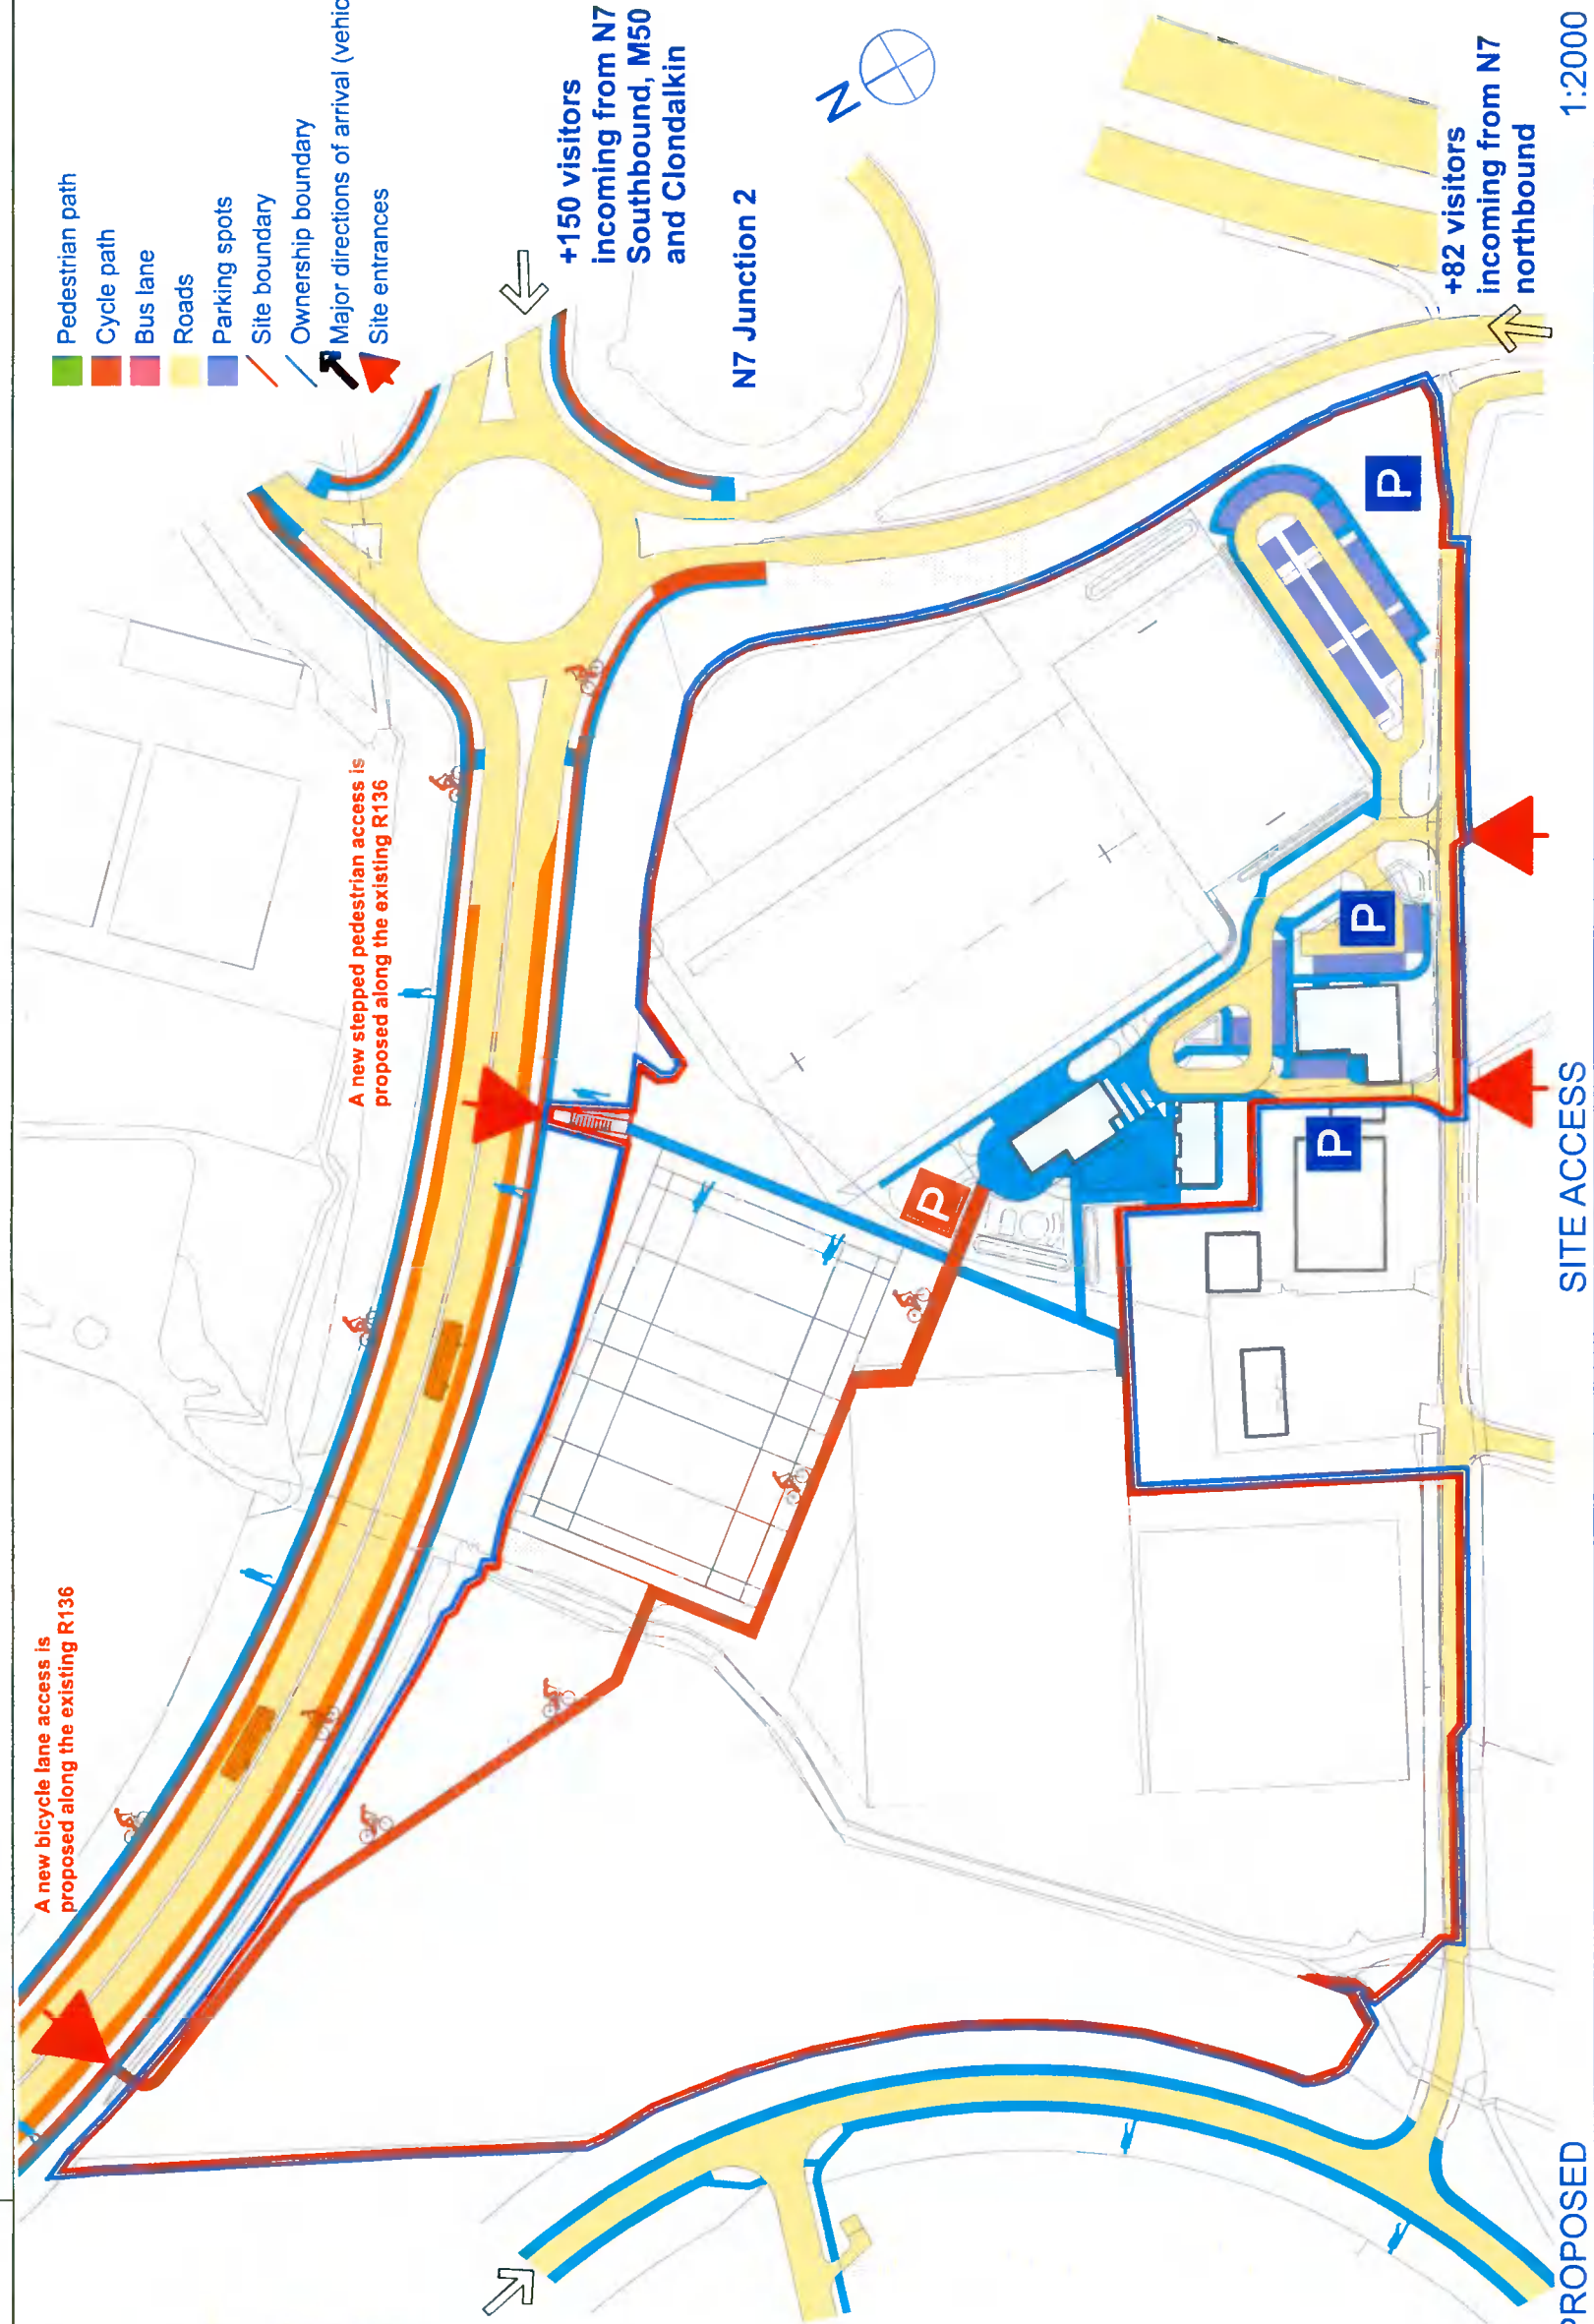 Pedestrian path
Cycle path
Bus lane
Roads
Parking spots
Site boundary
Ownership boundary
Major directions of arrival (vehic
Site entrances
A new bicycle lane access is
proposed along the existing R136
A new stepped pedestrian access is
proposed along the existing R136
+150 visitors
incoming from N7
Southbound, M50
and Clondalkin
N7 Junction 2
N
+82 visitors
incoming from N7
northbound
P
P
P
P
PROPOSED
SITE ACCESS
1:2000